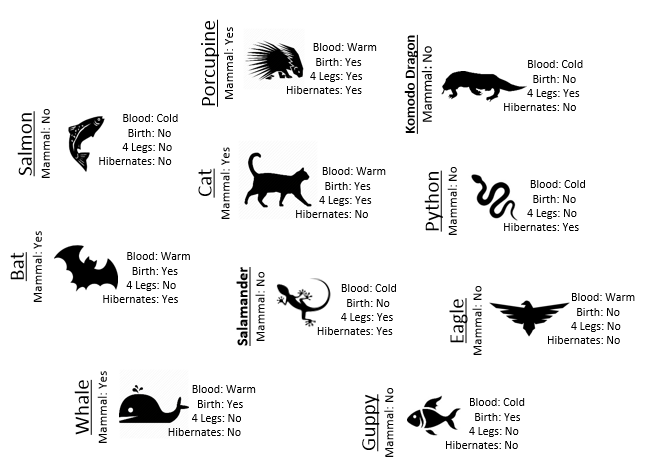 Porcupine
Mammal: Yes
Blood: Warm
Birth: Yes
4 Legs: Yes
Hibernates: Yes
Komodo Dragon
Mammal: No
Blood: Cold
Birth: No
4 Legs: Yes
Hibernates: No
Salmon
Mammal: No
Blood: Cold
Birth: No
4 Legs: No
Hibernates: No
Cat
Mammal: Yes
Blood: Warm
Birth: Yes
4 Legs: Yes
Hibernates: No
Python
Mammal: No
Blood: Cold
Birth: No
4 Legs: No
Hibernates: Yes
Bat
Mammal: Yes
Blood: Warm
Birth: Yes
4 Legs: No
Hibernates: Yes
Salamander
Mammal: No
Blood: Cold
Birth: No
4 Legs: Yes
Hibernates: Yes
Eagle
Mammal: No
Blood: Warm
Birth: No
4 Legs: No
Hibernates: No
Whale
Mammal: Yes
Blood: Warm
Birth: Yes
4 Legs: No
Hibernates: No
Guppy
Mammal: No
Blood: Cold
Birth: Yes
4 Legs: No
Hibernates: No